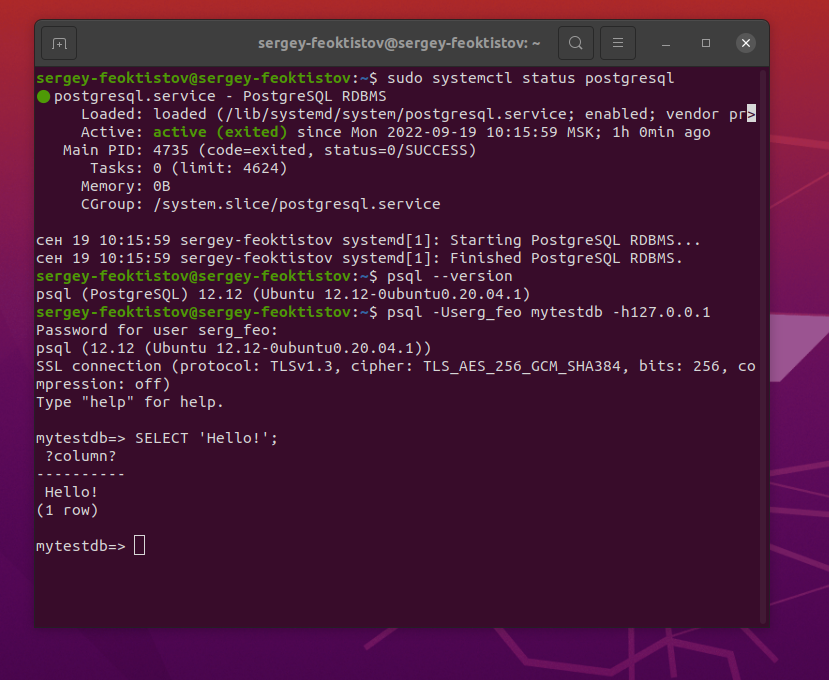 sergey-feoktistov@sergey-feoktistov: ~
sergey-feoktistov@sergey-feoktistov:~$ sudo systemctl status postgresql
● postgresql.service - PostgreSQL RDBMS
     Loaded: loaded (/lib/systemd/system/postgresql.service; enabled; vendor pr>
     Active: active (exited) since Mon 2022-09-19 10:15:59 MSK; 1h 0min ago
   Main PID: 4735 (code=exited, status=0/SUCCESS)
      Tasks: 0 (limit: 4624)
     Memory: 0B
     CGroup: /system.slice/postgresql.service
сен 19 10:15:59 sergey-feoktistov systemd[1]: Starting PostgreSQL RDBMS...
сен 19 10:15:59 sergey-feoktistov systemd[1]: Finished PostgreSQL RDBMS.
sergey-feoktistov@sergey-feoktistov:~$ psql --version
psql (PostgreSQL) 12.12 (Ubuntu 12.12-0ubuntu0.20.04.1)
sergey-feoktistov@sergey-feoktistov:~$ psql -Userg_feo mytestdb -h127.0.0.1
Password for user serg_feo:
psql (12.12 (Ubuntu 12.12-0ubuntu0.20.04.1))
SSL connection (protocol: TLSv1.3, cipher: TLS_AES_256_GCM_SHA384, bits: 256, co
mpression: off)
Type "help" for help.
mytestdb=> SELECT 'Hello!';
 ?column?
----------
 Hello!
(1 row)
mytestdb=>